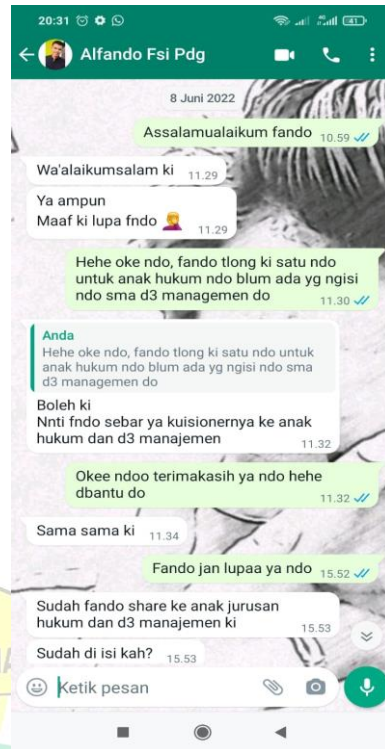 20:31
41
Alfando Fsi Pdg
8 Juni 2022
Assalamualaikum fando 10.59
Wa'alaikumsalam ki 11.29
Ya ampun
Maaf ki lupa fndo 🤦 11.29
Hehe oke ndo, fando tlong ki satu ndo
untuk anak hukum ndo blum ada yg ngisi
ndo sma d3 managemen do
11.30
Anda
Hehe oke ndo, fando tlong ki satu ndo untuk
anak hukum ndo blum ada yg ngisi ndo sma
d3 managemen do
Boleh ki
Nnti fndo sebar ya kuisionernya ke anak
hukum dan d3 manajemen
11.32
Okee ndoo terimakasih ya ndo hehe
dbantu do
11.32
Sama sama ki 11.34
Fando jan lupaa ya ndo 15.52
Sudah fando share ke anak jurusan
hukum dan d3 manajemen ki
15.53
Sudah di isi kah? 15.53
Ketik pesan